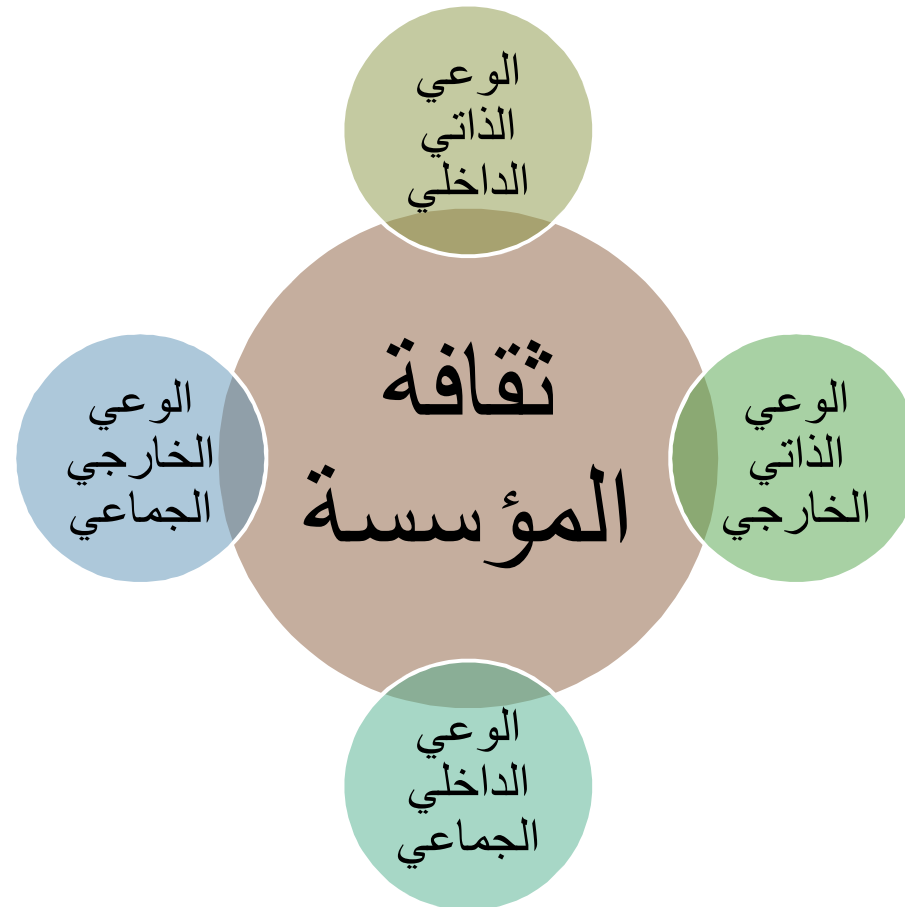 الوعي
الذاتي
الداخلي
ثقافة
المؤسسة
الوعي
الذاتي
الخارجي
الوعي
الخارجي
الجماعي
الوعي
الداخلي
الجماعي